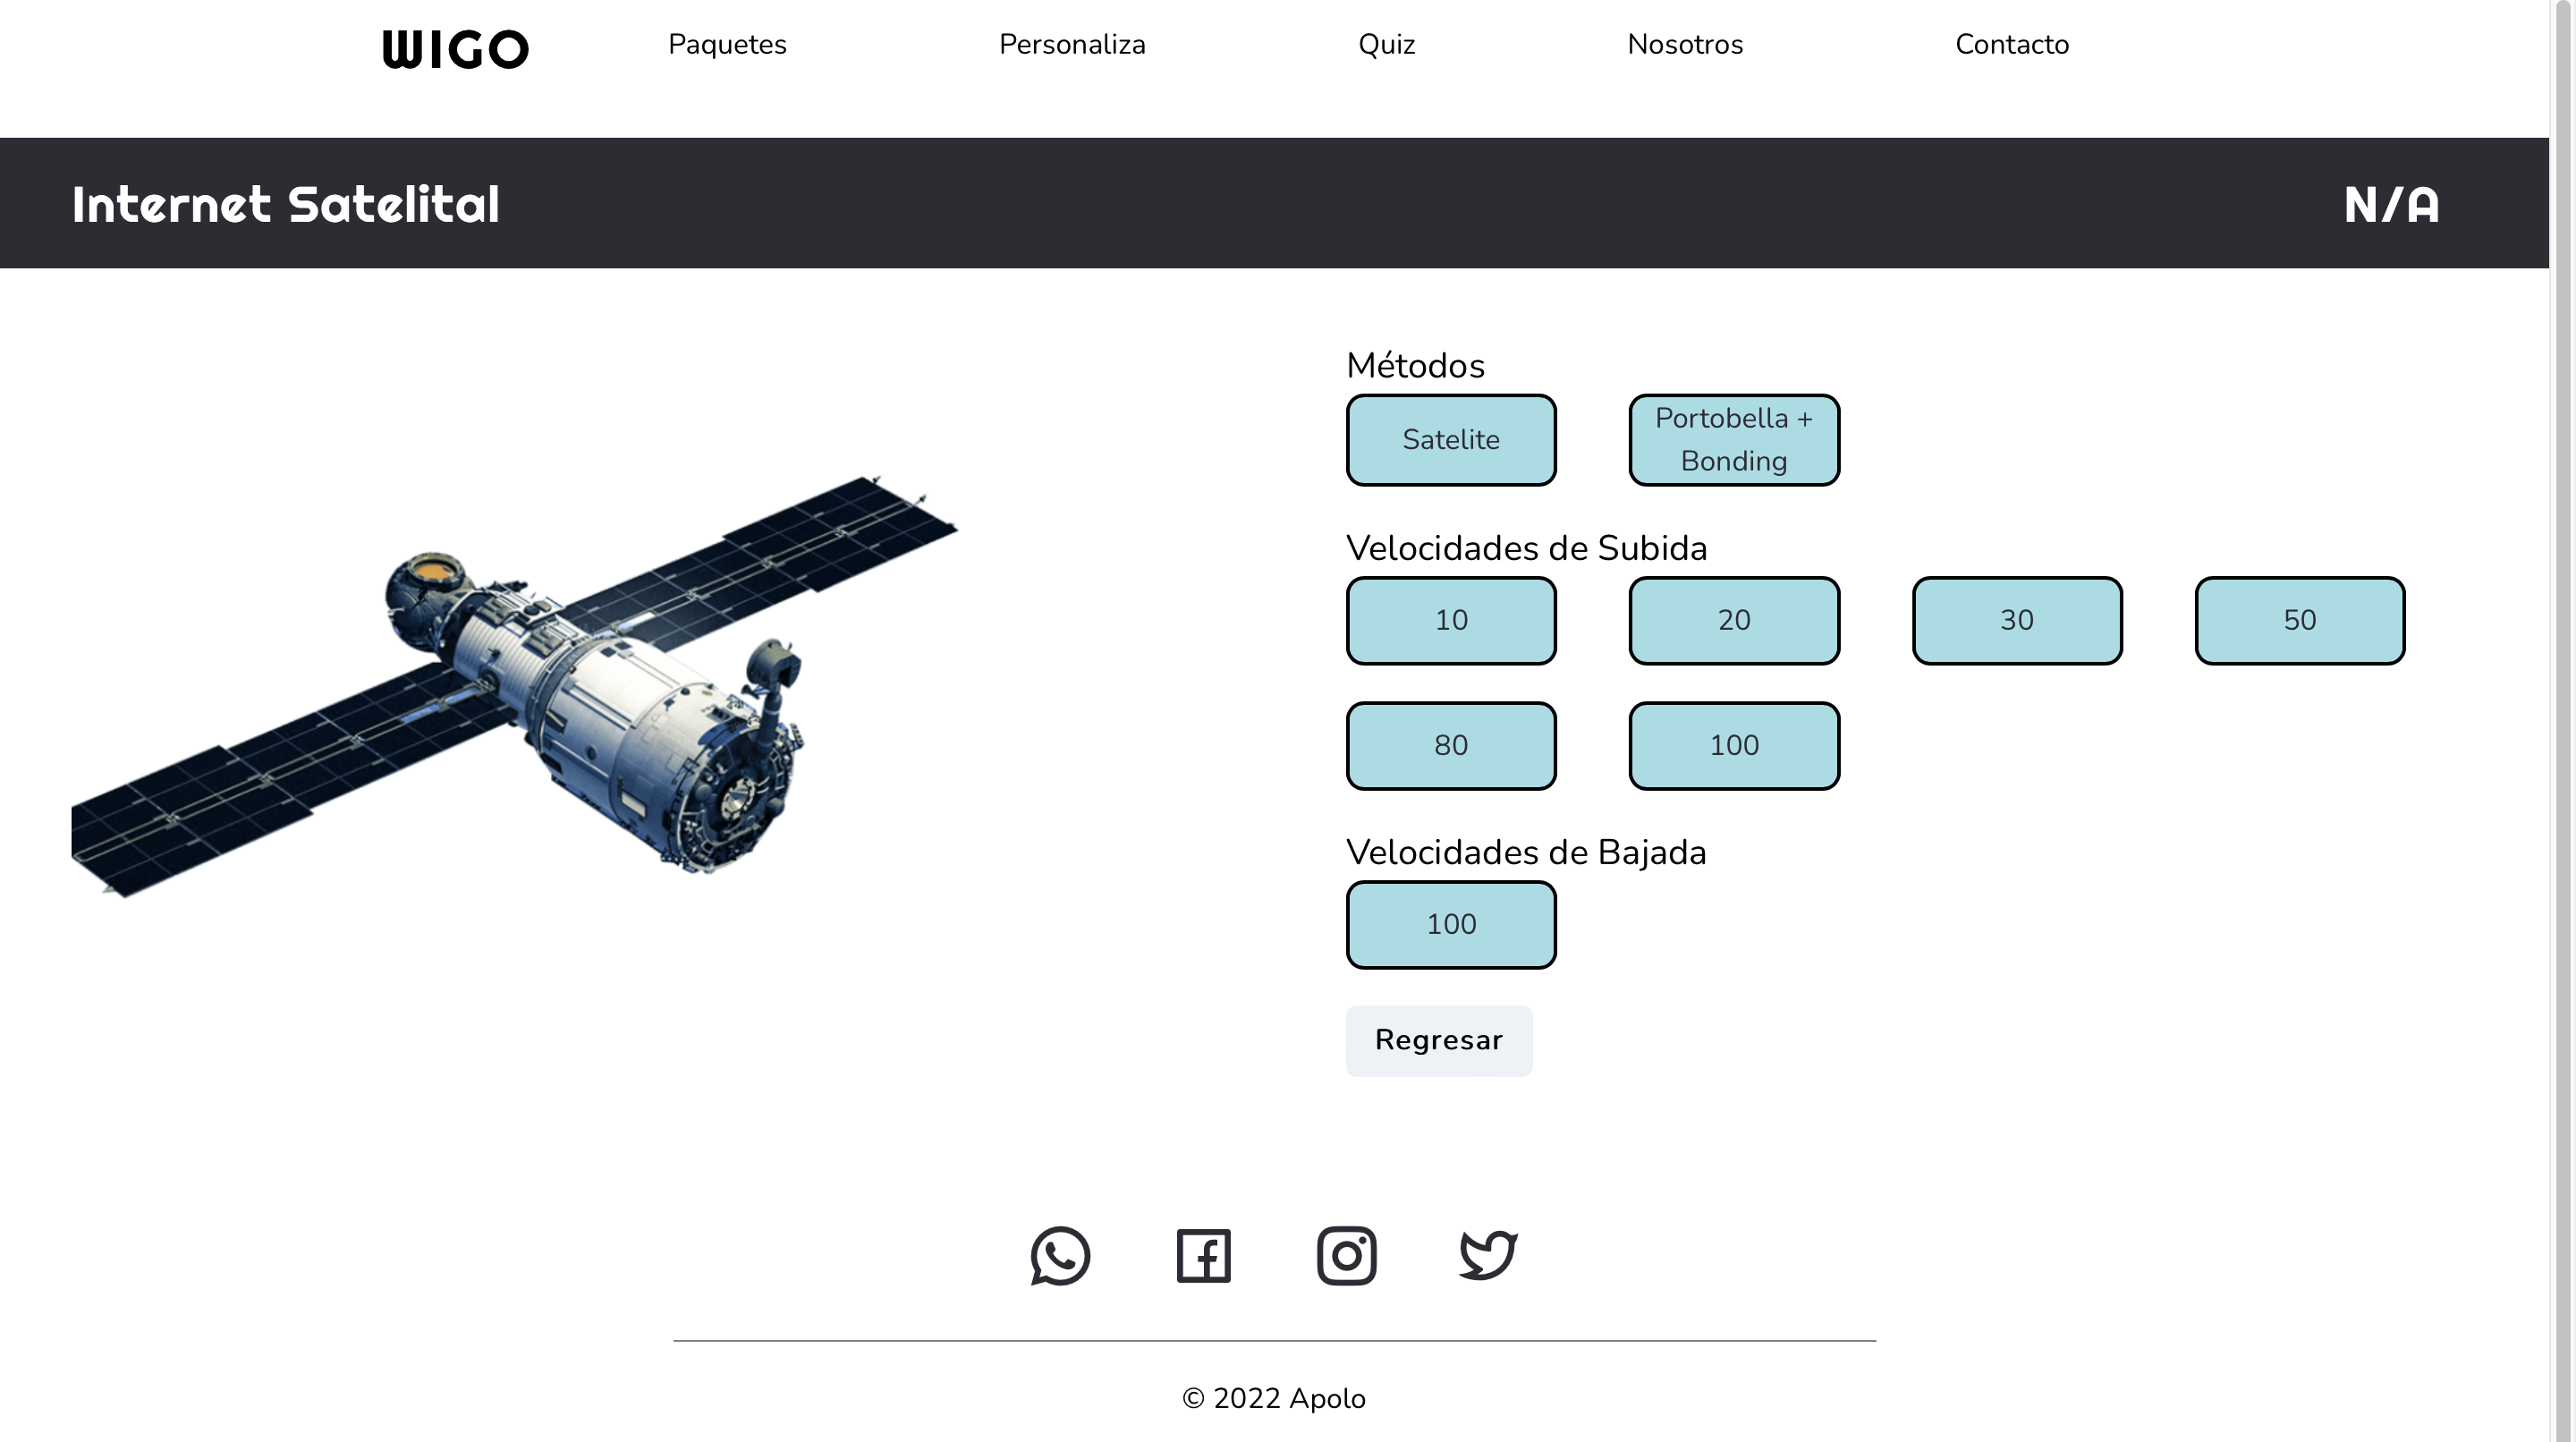 WIGO
Paquetes
Personaliza
Quiz
Nosotros
Contacto
Internet Satelital
N/A
Métodos
Satelite
Portobella +
Bonding
Velocidades de Subida
10
20
30
50
80
100
Velocidades de Bajada
100
Regresar
© 2022 Apolo